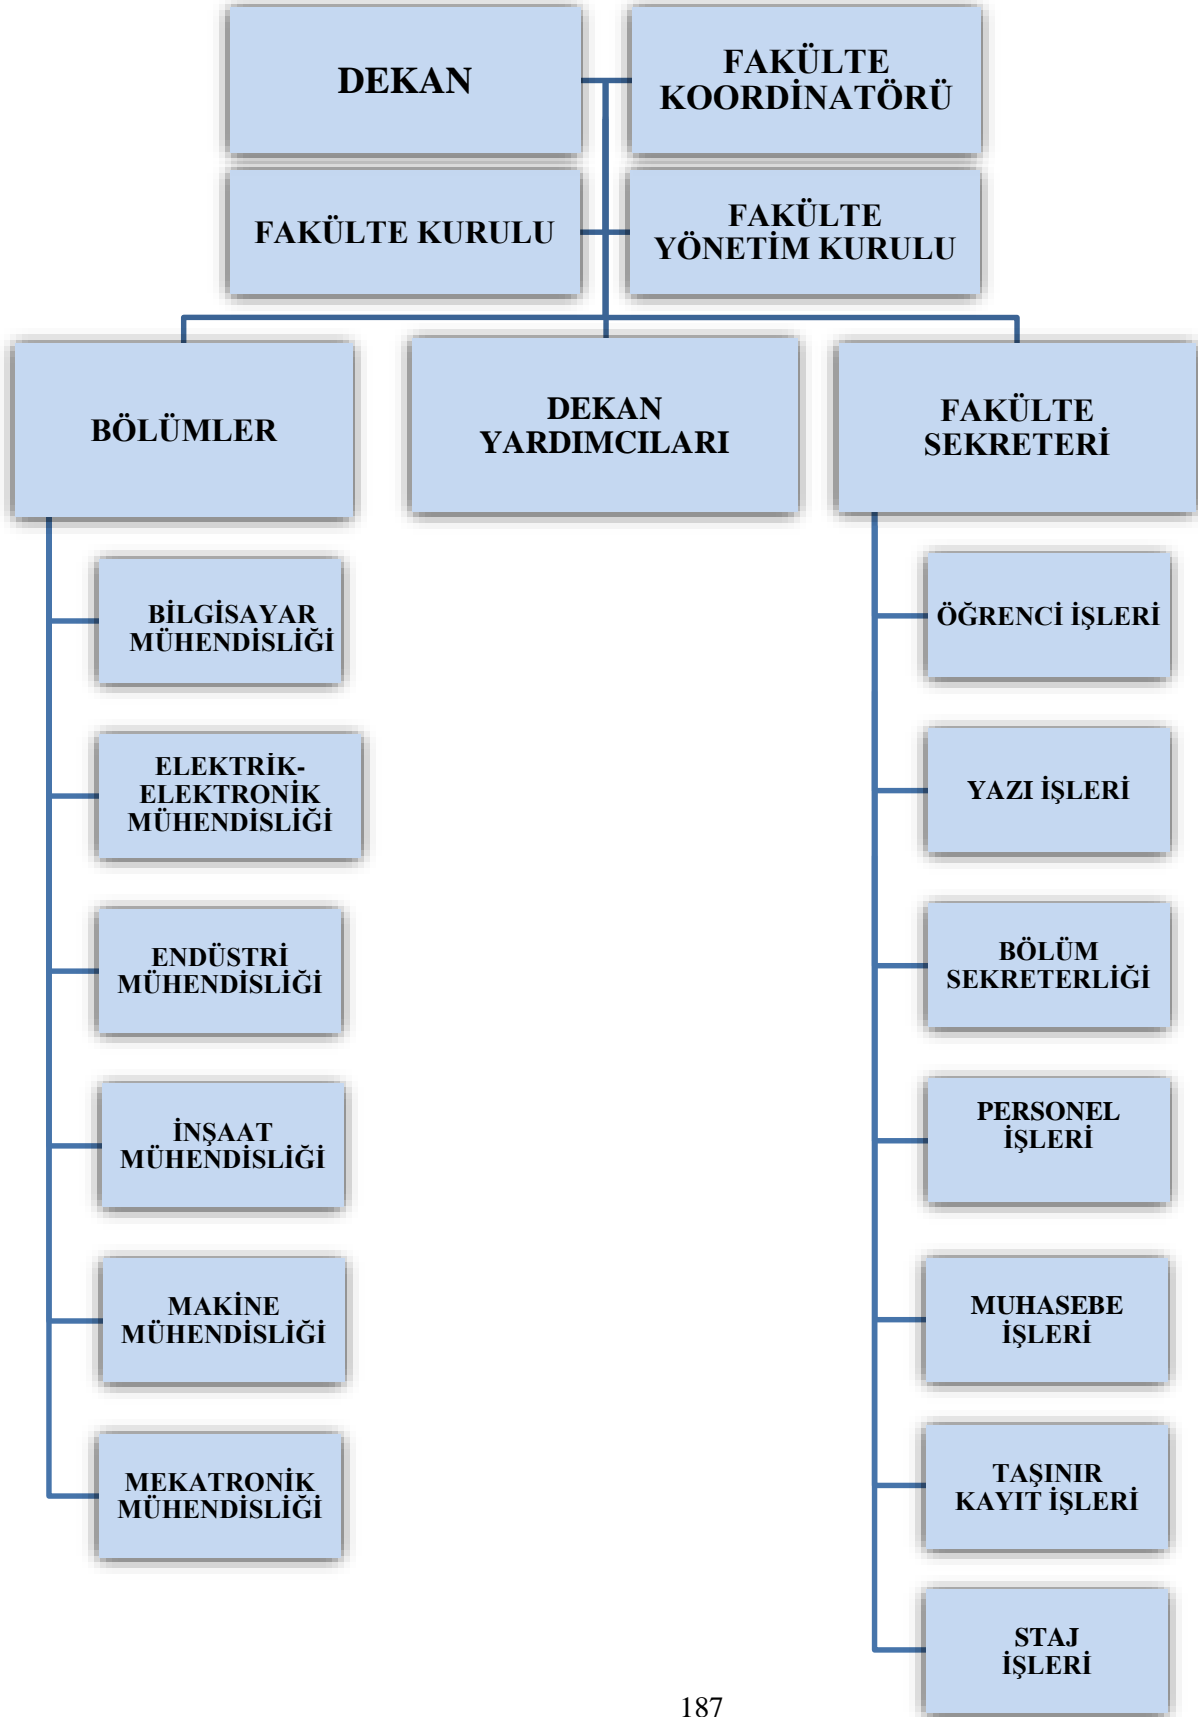 DEKAN
FAKÜLTE
KOORDİNATÖRÜ
FAKÜLTE KURULU
FAKÜLTE
YÖNETİM KURULU
BÖLÜMLER
DEKAN
YARDIMCILARI
FAKÜLTE
SEKRETERİ
BİLGİSAYAR
MÜHENDİSLİĞİ
ELEKTRİK-
ELEKTRONİK
MÜHENDİSLİĞİ
ENDÜSTRİ
MÜHENDİSLİĞİ
İNŞAAT
MÜHENDİSLİĞİ
MAKİNE
MÜHENDİSLİĞİ
MEKATRONİK
MÜHENDİSLİĞİ
ÖĞRENCİ İŞLERİ
YAZI İŞLERİ
BÖLÜM
SEKRETERLİĞİ
PERSONEL
İŞLERİ
MUHASEBE
İŞLERİ
TAŞINIR
KAYIT İŞLERİ
STAJ
İŞLERİ
187